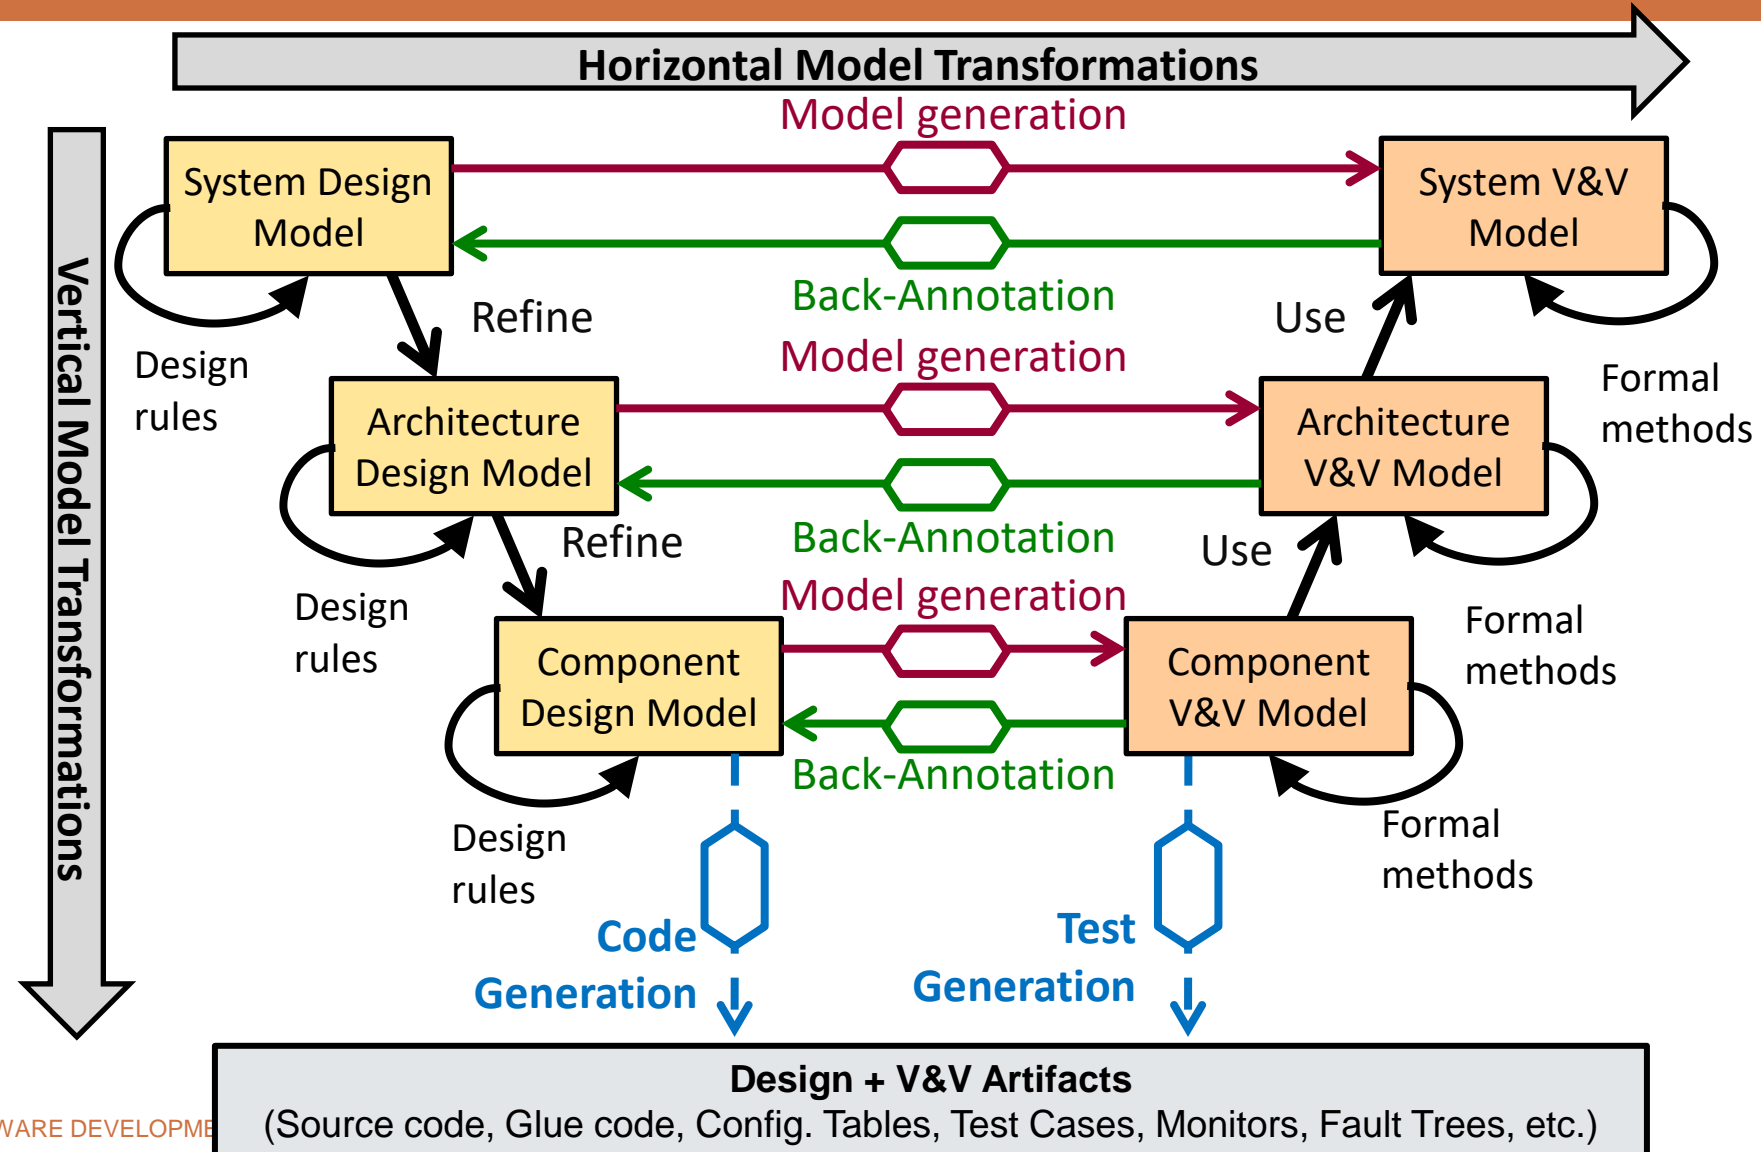 Horizontal Model Transformations
Model generation
System Design
Model
System V&V
Model
Back-Annotation
Refine
Use
Vertical Model Transformations
Design
rules
Model generation
Formal
methods
Architecture
Design Model
Architecture
V&V Model
Back-Annotation
Refine
Use
Design
rules
Model generation
Formal
methods
Component
Design Model
Component
V&V Model
Back-Annotation
Design
rules
Formal
methods
Code
Generation
Test
Generation
Design + V&V Artifacts
(Source code, Glue code, Config. Tables, Test Cases, Monitors, Fault Trees, etc.)
WARE DEVELOPME